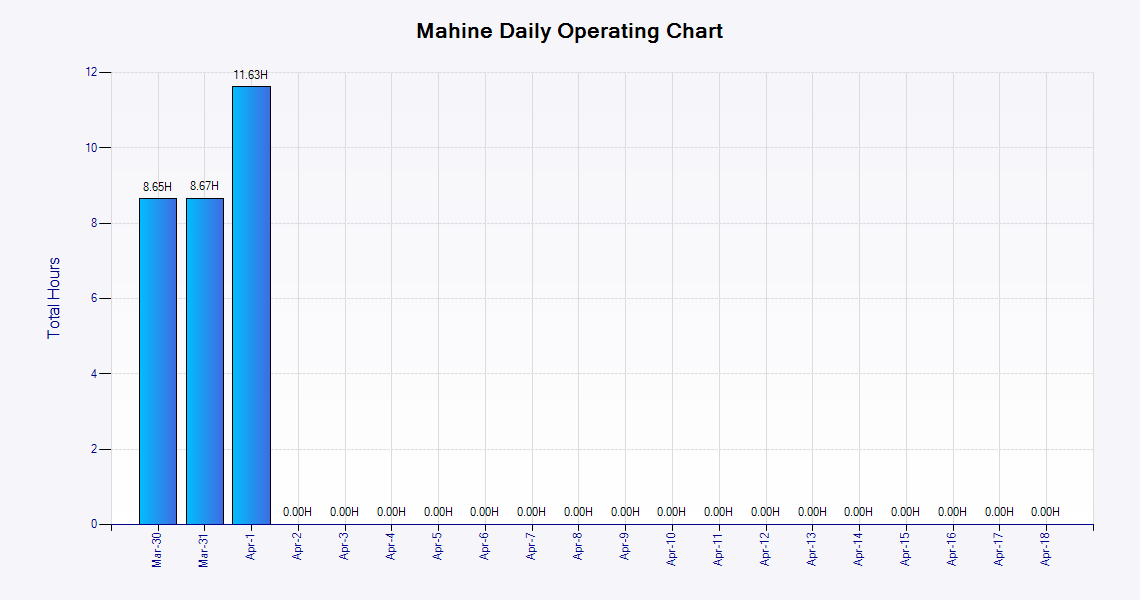 Mahine Daily Operating Chart
Total Hours
12
10
8
6
4
2
0
8.65H 8.67H 11.63H 0.00H 0.00H 0.00H 0.00H 0.00H 0.00H 0.00H 0.00H 0.00H 0.00H 0.00H 0.00H 0.00H 0.00H 0.00H 0.00H 0.00H
Mar-30 Mar-31 Apr-1 Apr-2 Apr-3 Apr-4 Apr-5 Apr-6 Apr-7 Apr-8 Apr-9 Apr-10 Apr-11 Apr-12 Apr-13 Apr-14 Apr-15 Apr-16 Apr-17 Apr-18